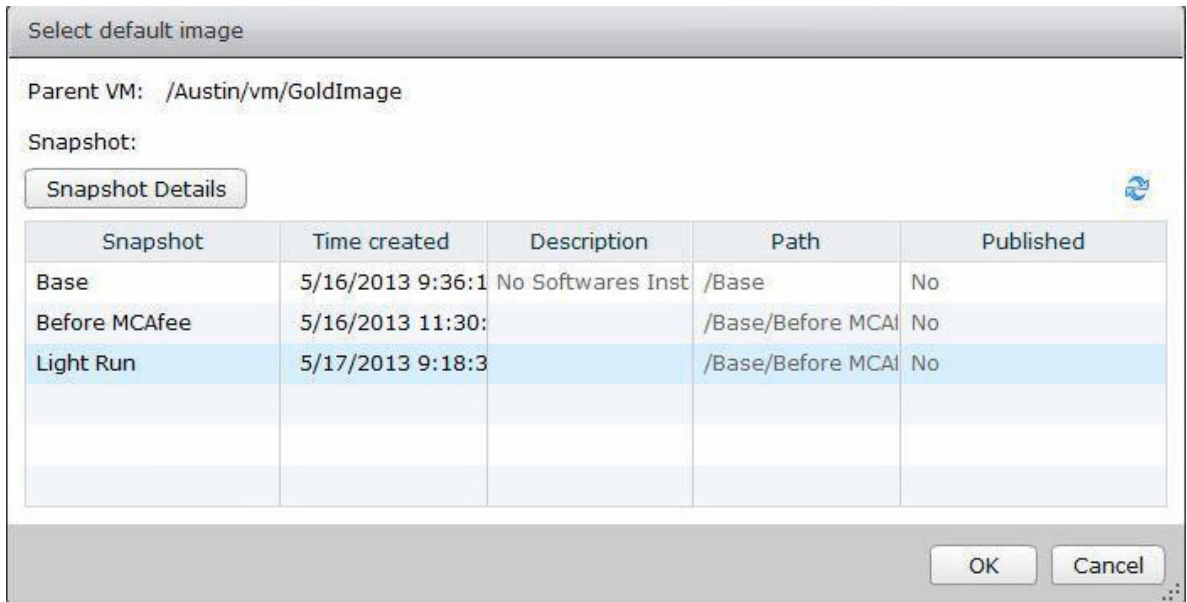 Select default image
Parent VM: /Austin/vm/GoldImage
Snapshot:
Snapshot Details
Snapshot Time created Description Path Published
Base 5/16/2013 9:36:1 No Softwares Inst /Base No
Before MCAfee 5/16/2013 11:30: /Base/Before MCAf No
Light Run 5/17/2013 9:18:3 /Base/Before MCAf No
OK Cancel